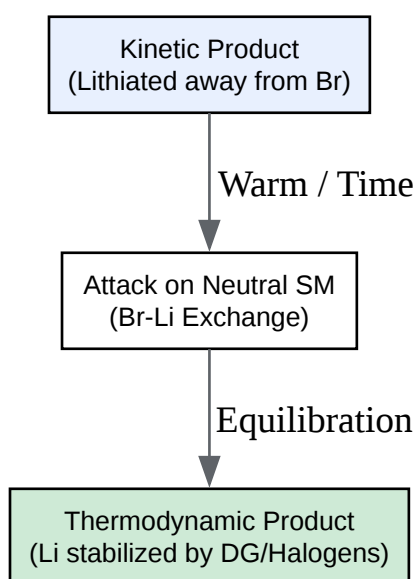 Kinetic Product
(Lithiated away from Br)
Warm / Time
Attack on Neutral SM
(Br-Li Exchange)
Equilibration
Thermodynamic Product
(Li stabilized by DG/Halogens)